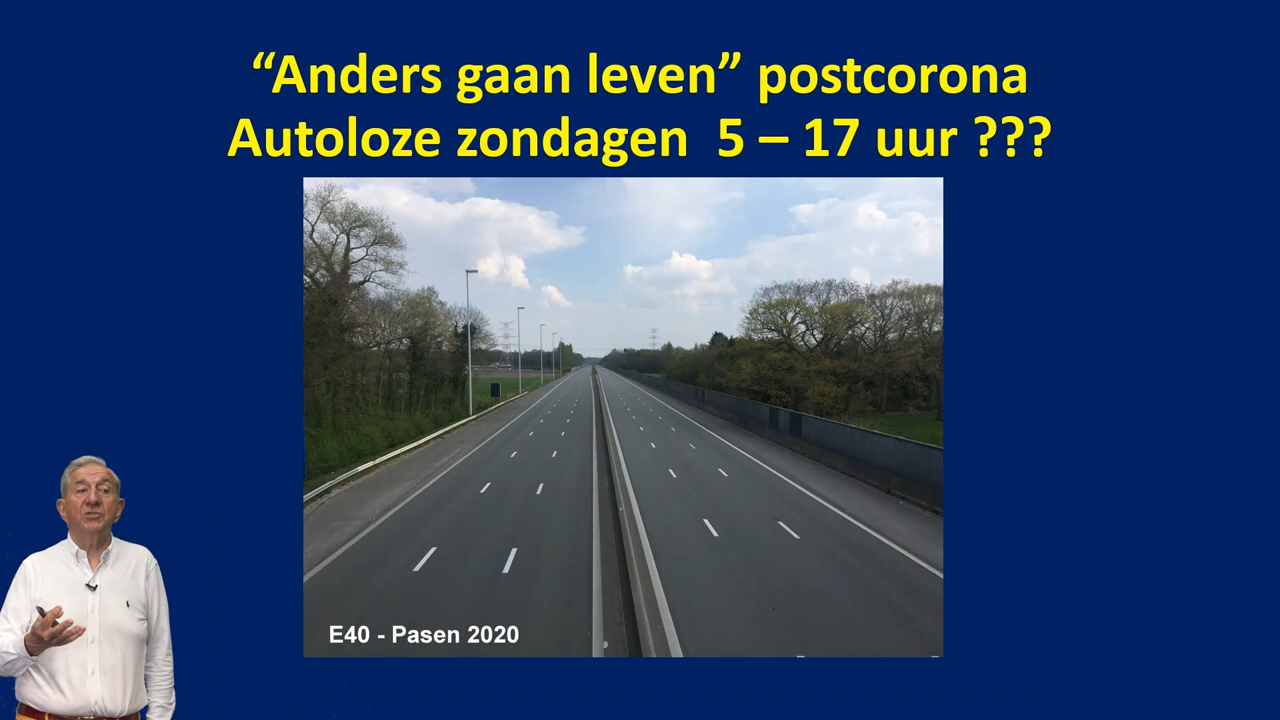 “Anders gaan leven” postcorona
Autoloze zondagen 5 – 17 uur ???
E40 - Pasen 2020